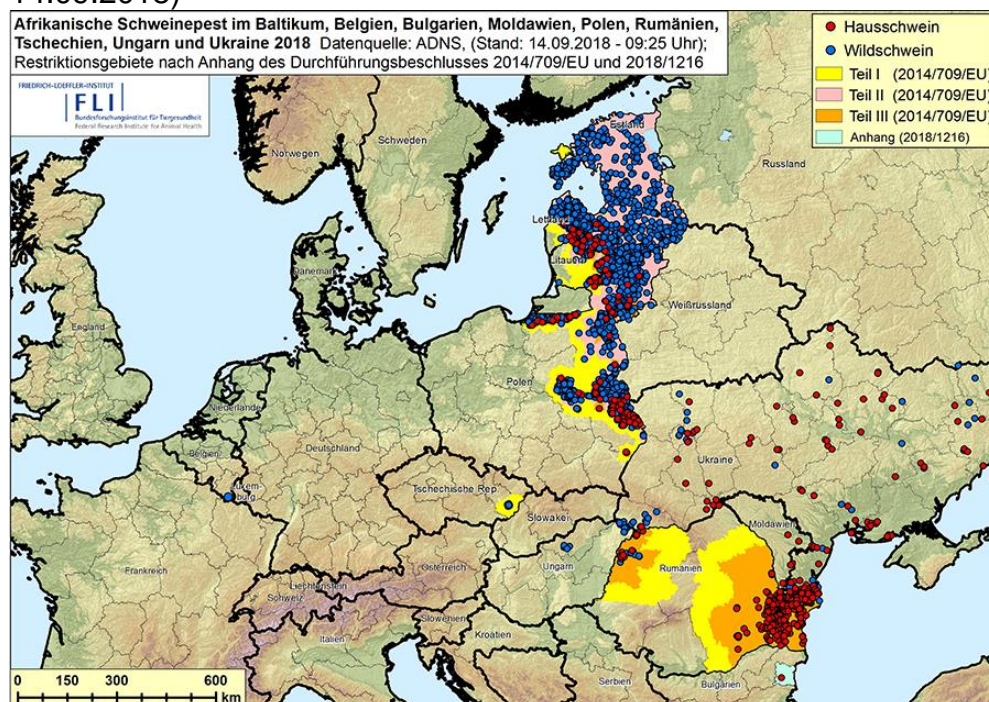 14.09.2018)
Afrikanische Schweinepest im Baltikum, Belgien, Bulgarien, Moldawien, Polen, Rumänien,
Tschechien, Ungarn und Ukraine 2018 Datenquelle: ADNS, (Stand: 14.09.2018 - 09:25 Uhr);
Restriktionsgebiete nach Anhang des Durchführungsbeschlusses 2014/709/EU und 2018/1216
Hausschwein
Wildschwein
Teil I (2014/709/EU)
Teil II (2014/709/EU)
Teil III (2014/709/EU)
Anhang (2018/1216)
FRIEDRICH-LOEFFLER-INSTITUT
FLI
Bundesforschungsinstitut für Tiergesundheit
Federal Research Institute for Animal Health
Norwegen
Schweden
Estland
Russland
Lettland
Dänemark
Litauen
England
Weißrussland
Niederlande
Polen
Belgien
Deutschland
Ukraine
Luxem-
burg
Tschechische Rep.
Slowakei
Moldawien
Frankreich
Österreich
Ungarn
Rumänien
Liechtenstein
Schweiz
Slowenien
Kroatien
Italien
Serbien
Bulgarien
0 150 300 600
km